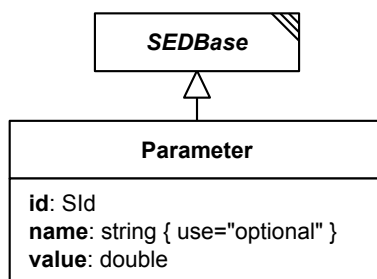 SEDBase
Parameter
id: SId
name: string { use="optional" }
value: double